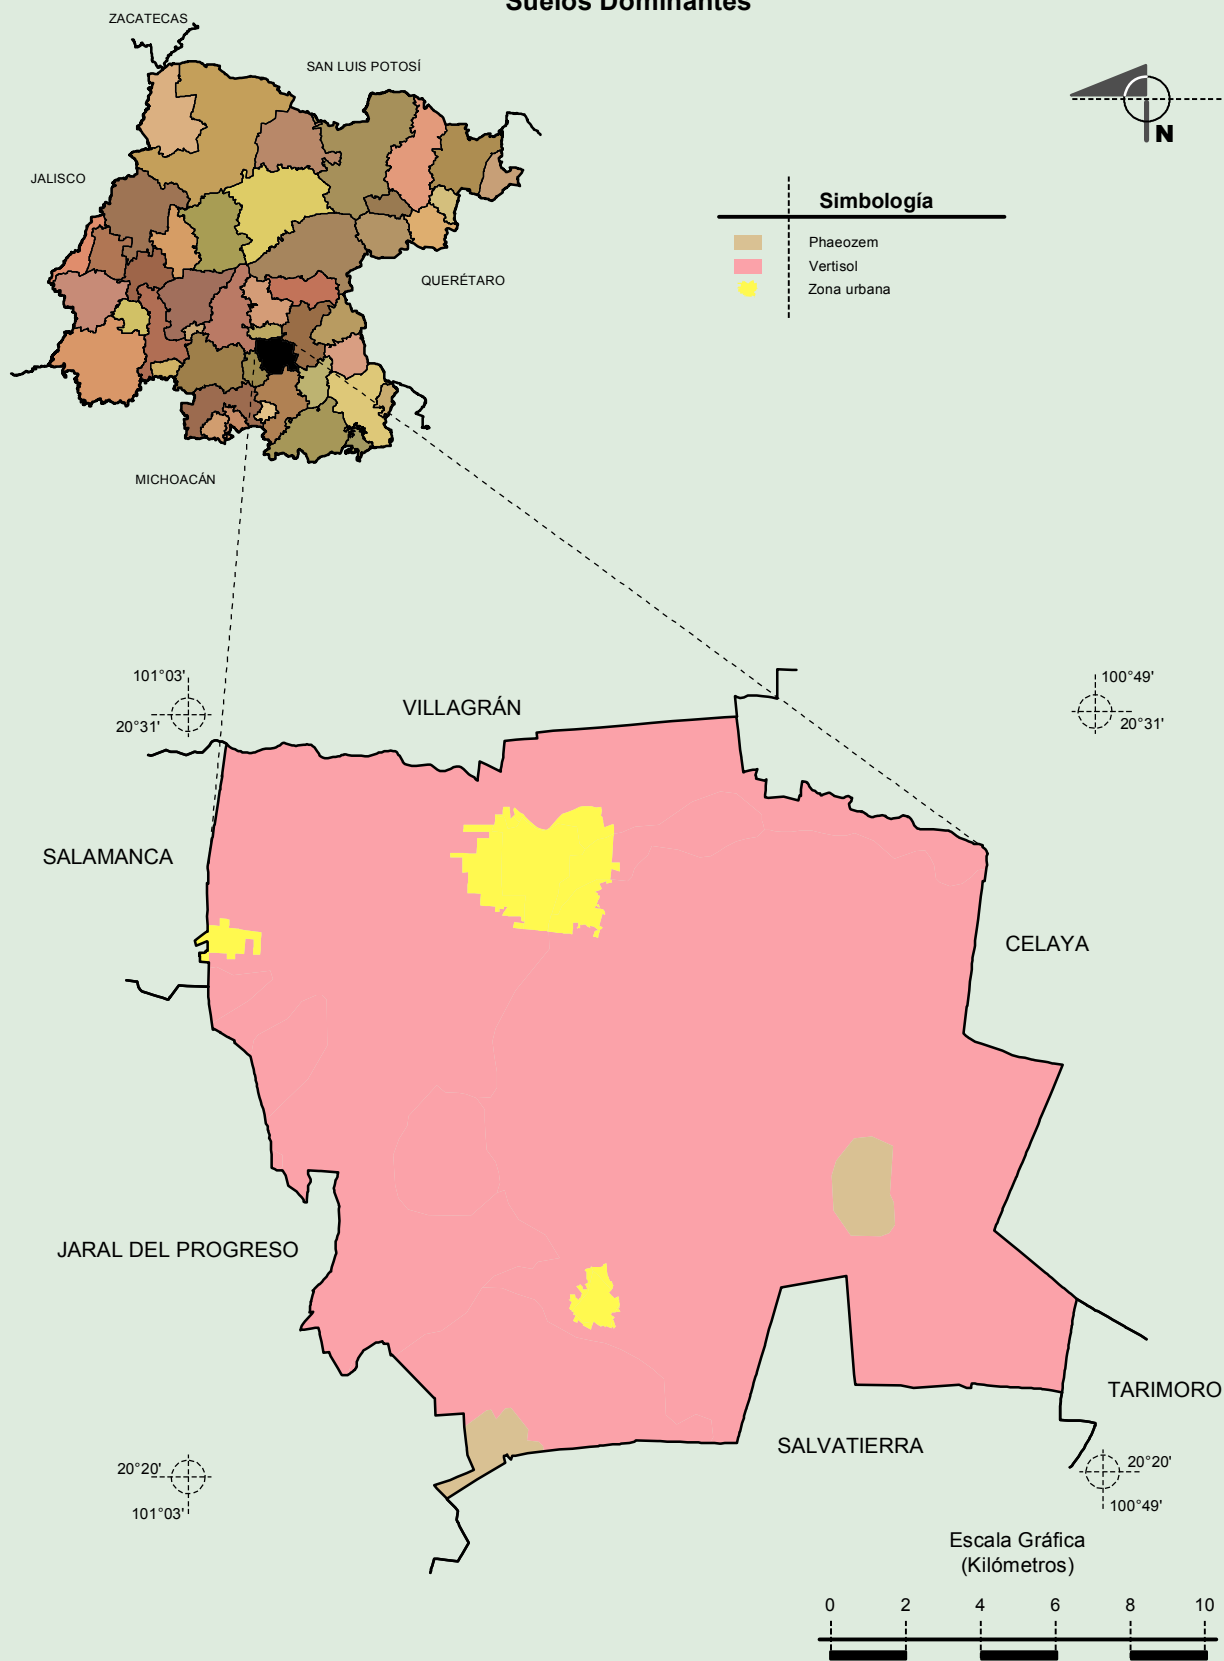 Suelos Dominantes
ZACATECAS
SAN LUIS POTOSÍ
N
JALISCO
Simbología
Phaeozem
Vertisol
Zona urbana
QUERÉTARO
MICHOACÁN
101°03'
20°31'
VILLAGRÁN
100°49'
20°31'
SALAMANCA
CELAYA
JARAL DEL PROGRESO
TARIMORO
SALVATIERRA
20°20'
101°03'
20°20'
100°49'
Escala Gráfica
(Kilómetros)
0 2 4 6 8 10